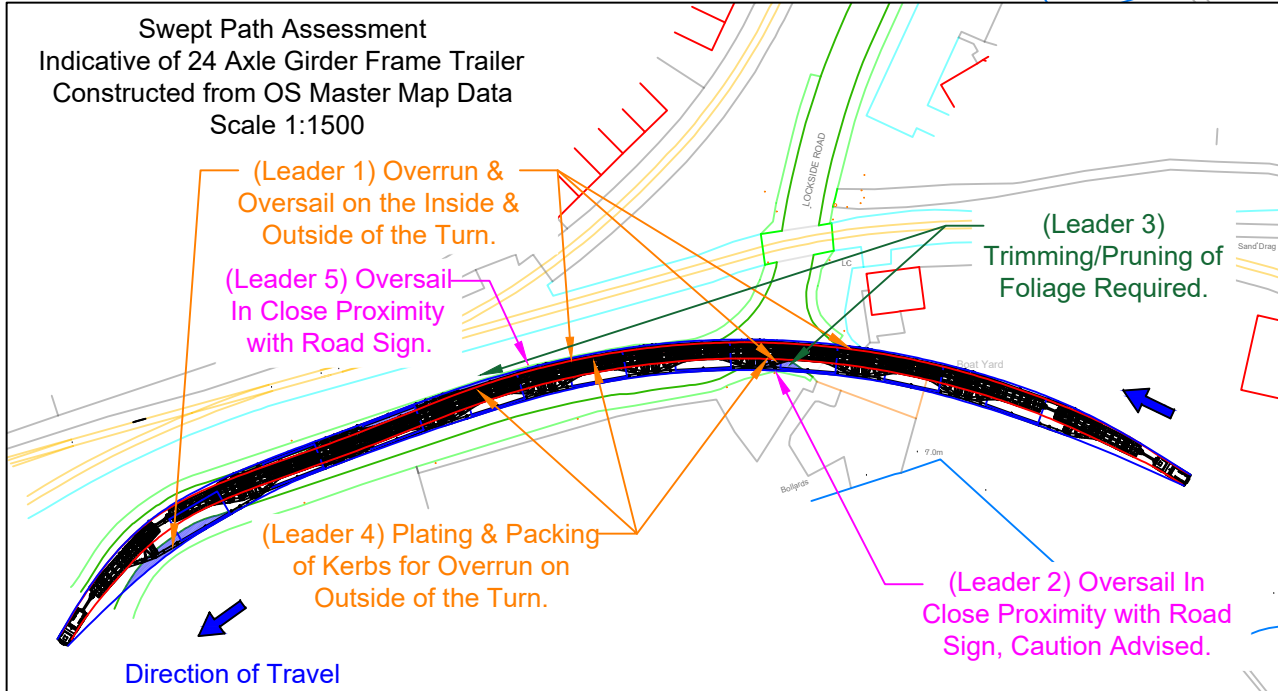 Swept Path Assessment
Indicative of 24 Axle Girder Frame Trailer
Constructed from OS Master Map Data
Scale 1:1500
(Leader 1) Overrun &
Oversail on the Inside &
Outside of the Turn.
(Leader 5) Oversail
In Close Proximity
with Road Sign.
LOCKSIDE ROAD
LC
(Leader 3)
Trimming/Pruning of
Foliage Required.
Sand Drag
Boat Yard
7.0m
Bollards
(Leader 4) Plating & Packing
of Kerbs for Overrun on
Outside of the Turn.
(Leader 2) Oversail In
Close Proximity with Road
Sign, Caution Advised.
Direction of Travel